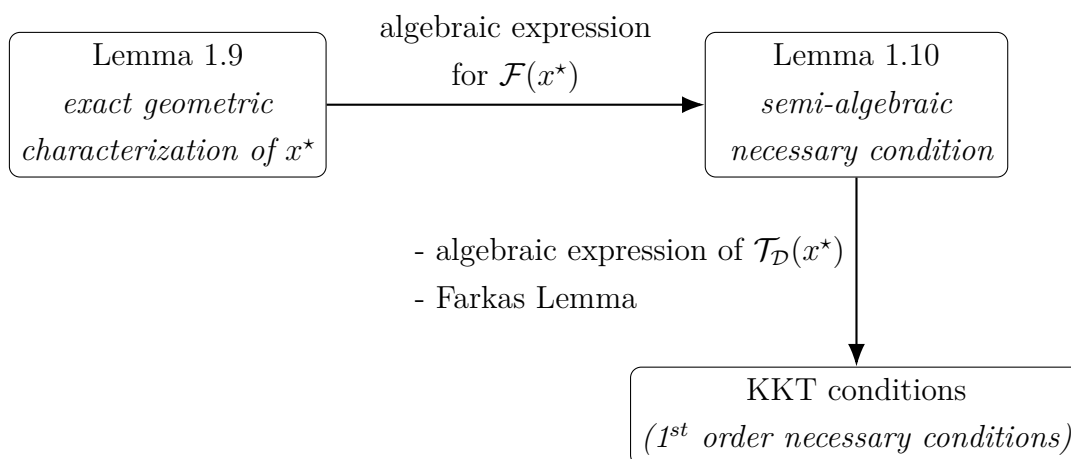 Lemma 1.9
exact geometric
characterization of x⋆
algebraic expression
for 𝓕(x⋆)
Lemma 1.10
semi-algebraic
necessary condition
- algebraic expression of 𝓣_𝓓(x⋆)
- Farkas Lemma
KKT conditions
(1st order necessary conditions)